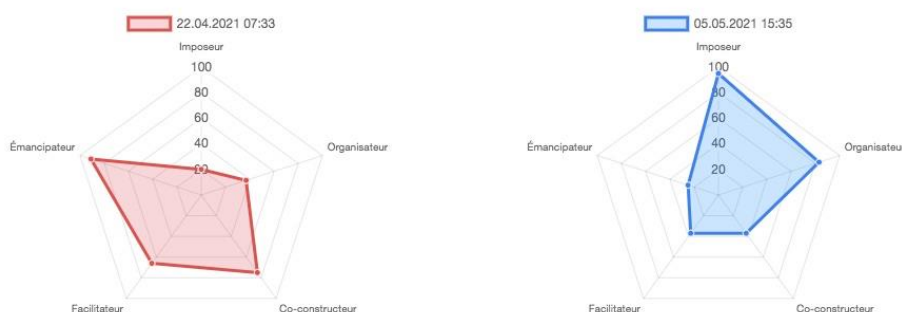 22.04.2021 07:33
Imposeur
100
80
60
40
20
Émancipateur
Organisateur
Facilitateur
Co-constructeur
05.05.2021 15:35
Imposeur
100
80
60
40
20
Émancipateur
Organisateur
Facilitateur
Co-constructeur